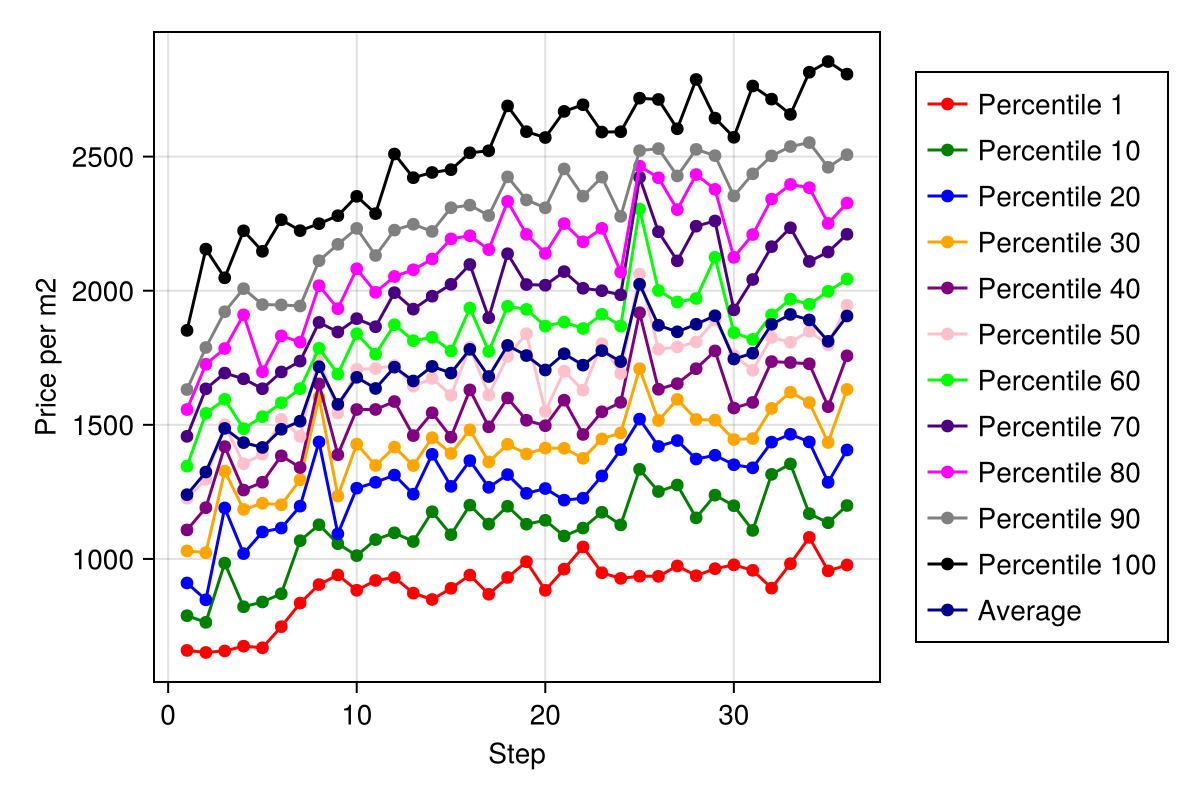 Price per m2
2500
2000
1500
1000
0
10
20
30
Step
Percentile 1
Percentile 10
Percentile 20
Percentile 30
Percentile 40
Percentile 50
Percentile 60
Percentile 70
Percentile 80
Percentile 90
Percentile 100
Average